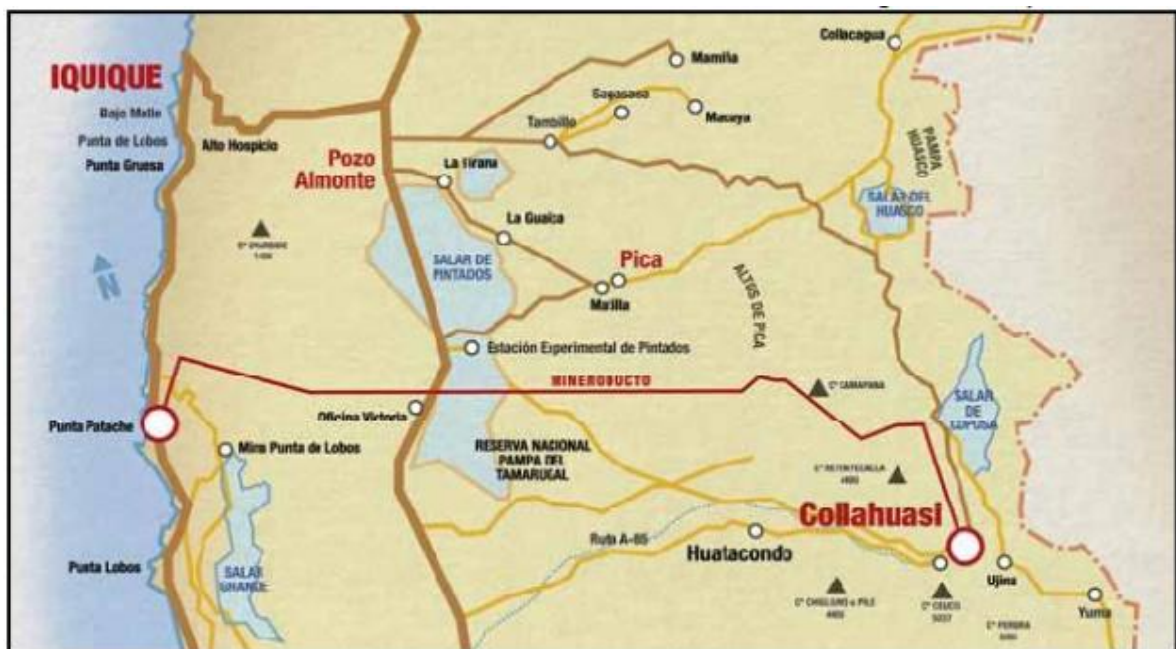 IQUIQUE
Bajo Molle
Punta de Lobos
Punta Gruesa
Alto Hospicio
Pozo
Almonte
Mamiña
Collacagua
Tambillo
Macaya
PAMPA
HUASCO
La Tirana
SALAR DEL
HUASCO
La Guaica
SALAR DE
PINTADOS
Pica
Matilla
ALTOS DE PICA
N
Estación Experimental de Pintados
MINERODUCTO
Punta Patache
Oficina Victoria
Mina Punta de Lobos
RESERVA NACIONAL
PAMPA DEL
TAMARUGAL
SALAR
DE
COPOSA
Collahuasi
Ruta A-85
Huatacondo
Punta Lobos
SALAR
GRANDE
Ujina
Yuma